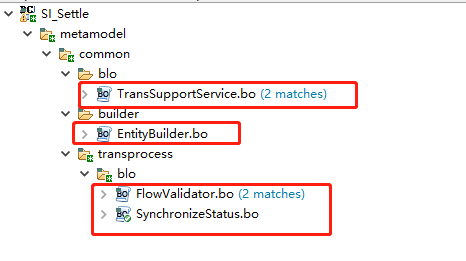 SI_Settle
metamodel
common
blo
TransSupportService.bo (2 matches)
builder
EntityBuilder.bo
transprocess
blo
FlowValidator.bo (2 matches)
SynchronizeStatus.bo